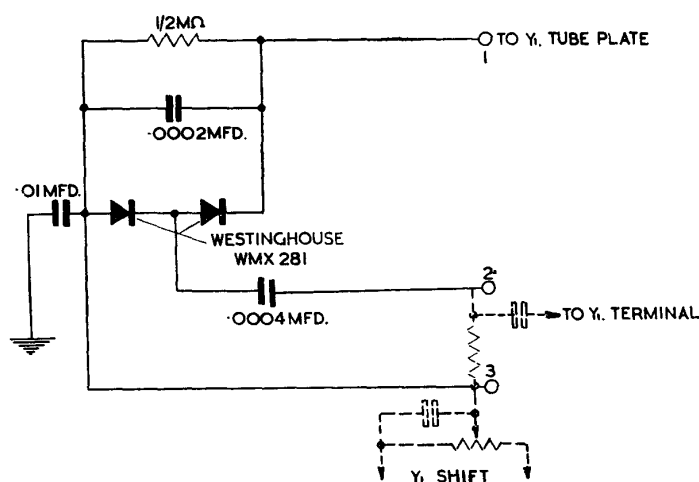 1/2MΩ
TO Y₁. TUBE PLATE
1
·0002MFD.
·01MFD.
WESTINGHOUSE
WMX 281
2
·0004MFD.
TO Y₁. TERMINAL
3
Y₁ SHIFT